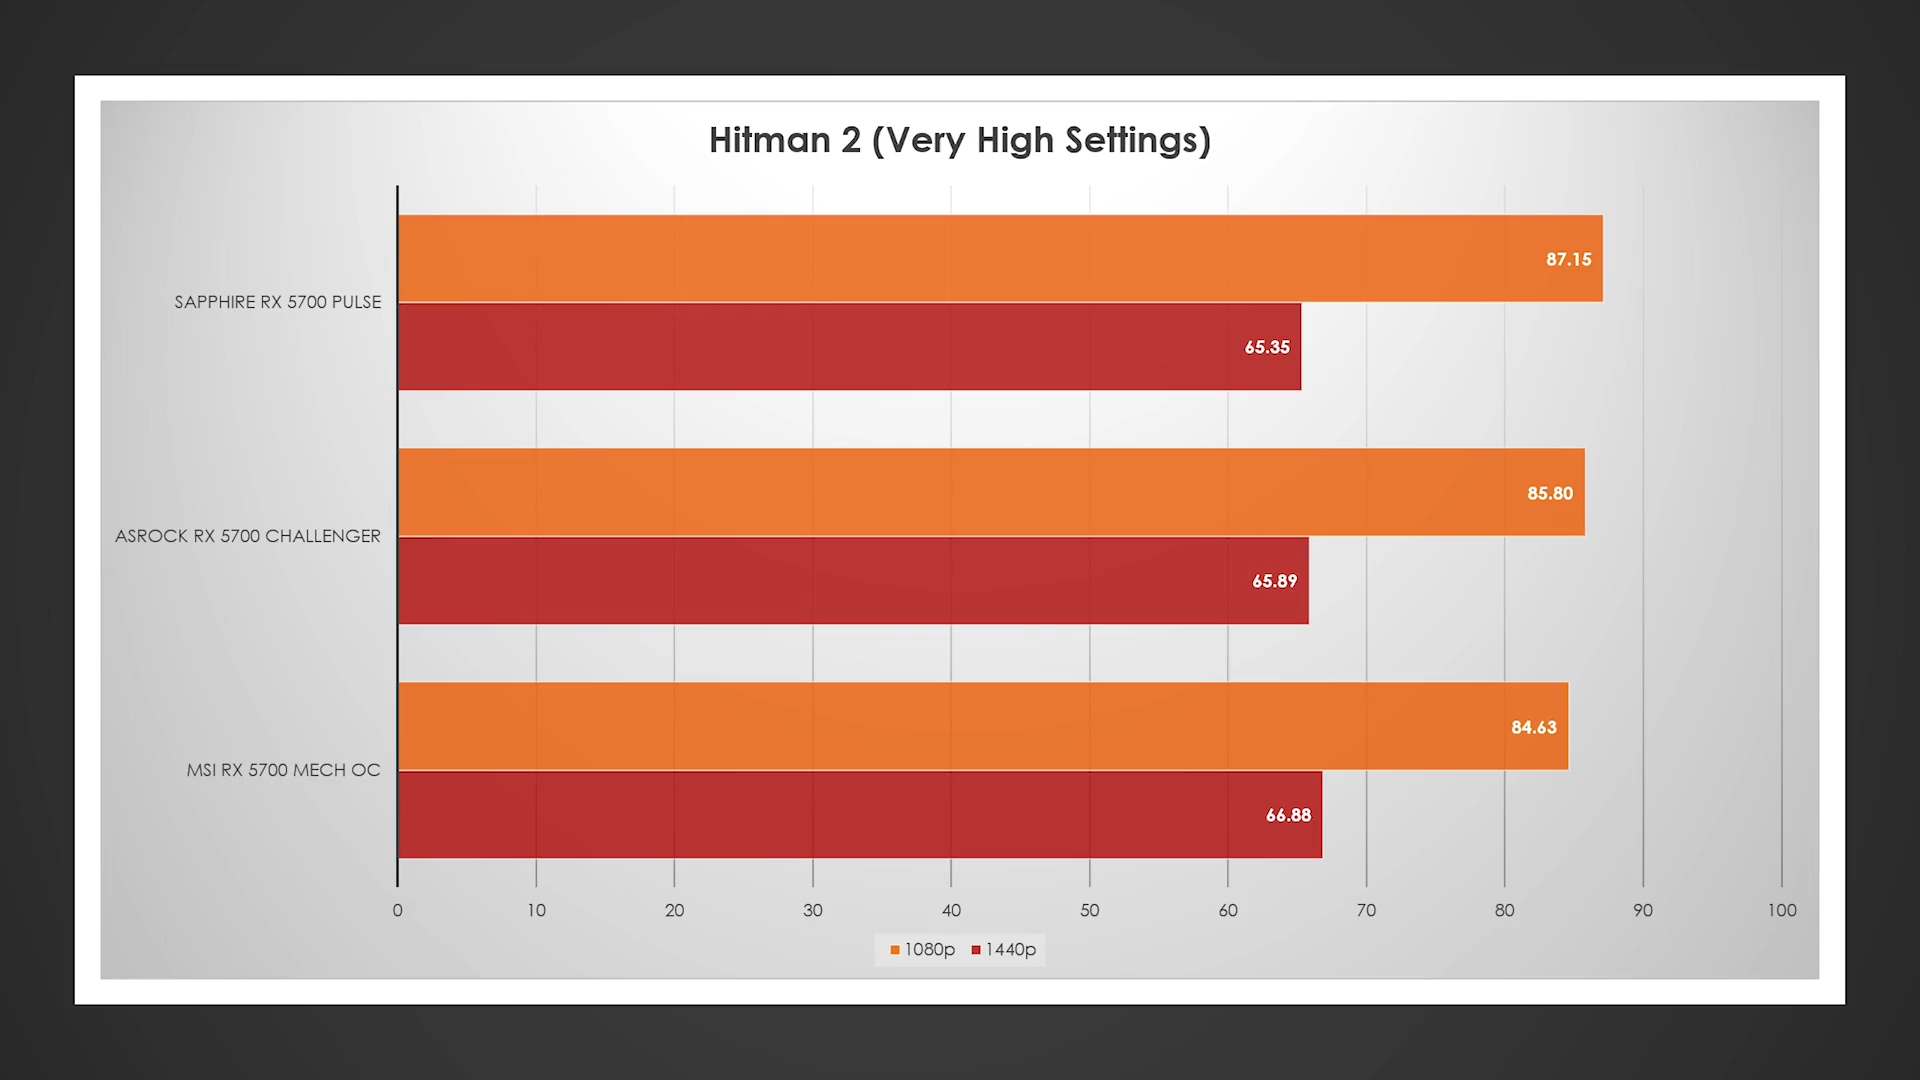 Hitman 2 (Very High Settings)
87.15
SAPPHIRE RX 5700 PULSE
65.35
85.80
ASROCK RX 5700 CHALLENGER
65.89
84.63
MSI RX 5700 MECH OC
66.88
0 10 20 30 40 50 60 70 80 90 100
1080p 1440p